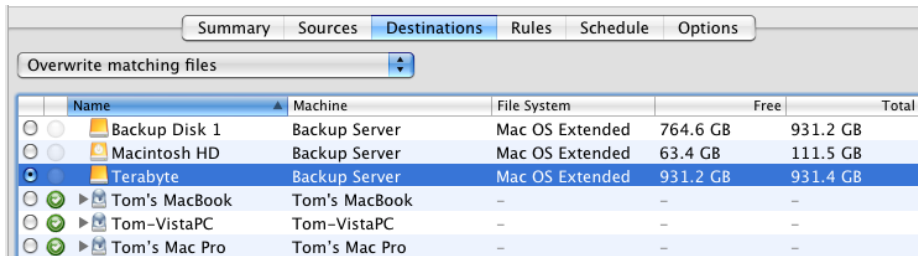 Summary Sources Destinations Rules Schedule Options
Overwrite matching files
Name Machine File System Free Total
Backup Disk 1 Backup Server Mac OS Extended 764.6 GB 931.2 GB
Macintosh HD Backup Server Mac OS Extended 63.4 GB 111.5 GB
Terabyte Backup Server Mac OS Extended 931.2 GB 931.4 GB
Tom's MacBook Tom's MacBook – –
Tom-VistaPC Tom-VistaPC – –
Tom's Mac Pro Tom's Mac Pro – –